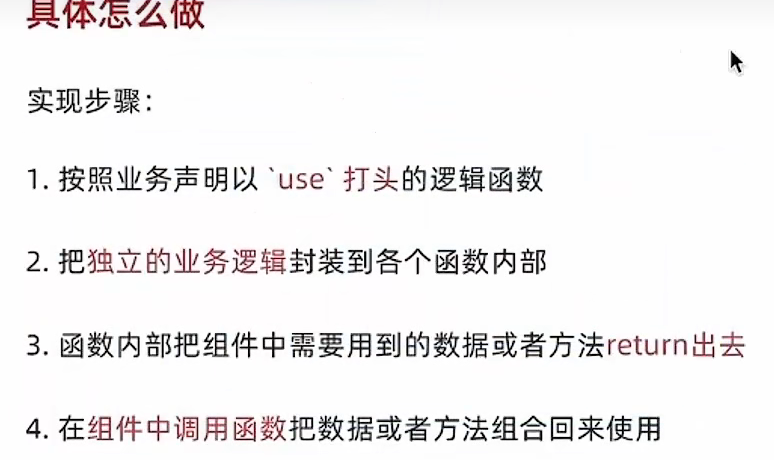 具体怎么做
实现步骤：
1. 按照业务声明以 `use` 打头的逻辑函数
2. 把独立的业务逻辑封装到各个函数内部
3. 函数内部把组件中需要用到的数据或者方法return出去
4. 在组件中调用函数把数据或者方法组合回来使用